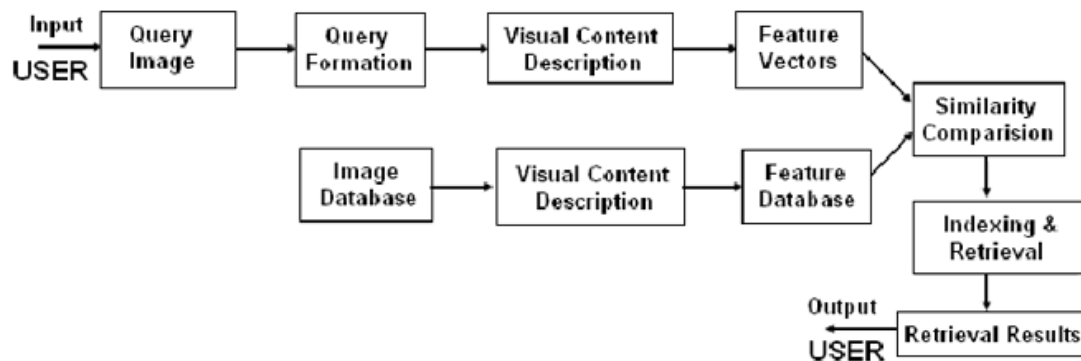 Input
USER
Query
Image
Query
Formation
Visual Content
Description
Feature
Vectors
Similarity
Comparision
Image
Database
Visual Content
Description
Feature
Database
Indexing &
Retrieval
Retrieval Results
Output
USER